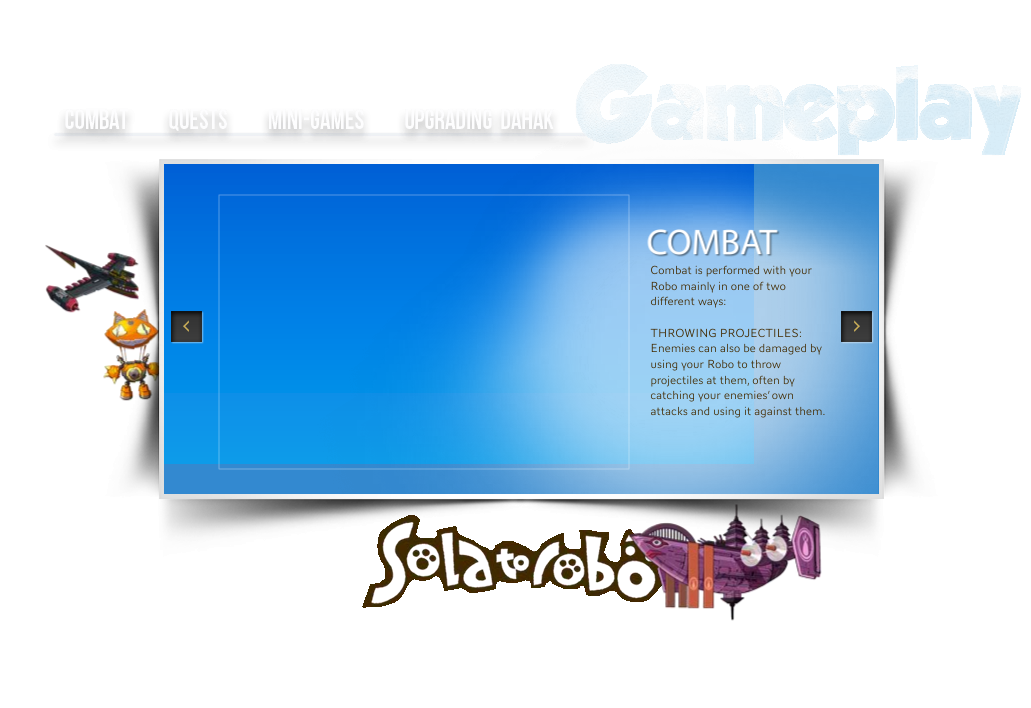 Gameplay
COMBAT QUESTS MINI-GAMES UPGRADING DAHAK
COMBAT
Combat is performed with your
Robo mainly in one of two
different ways:
THROWING PROJECTILES:
Enemies can also be damaged by
using your Robo to throw
projectiles at them, often by
catching your enemies' own
attacks and using it against them.
Solatorobo